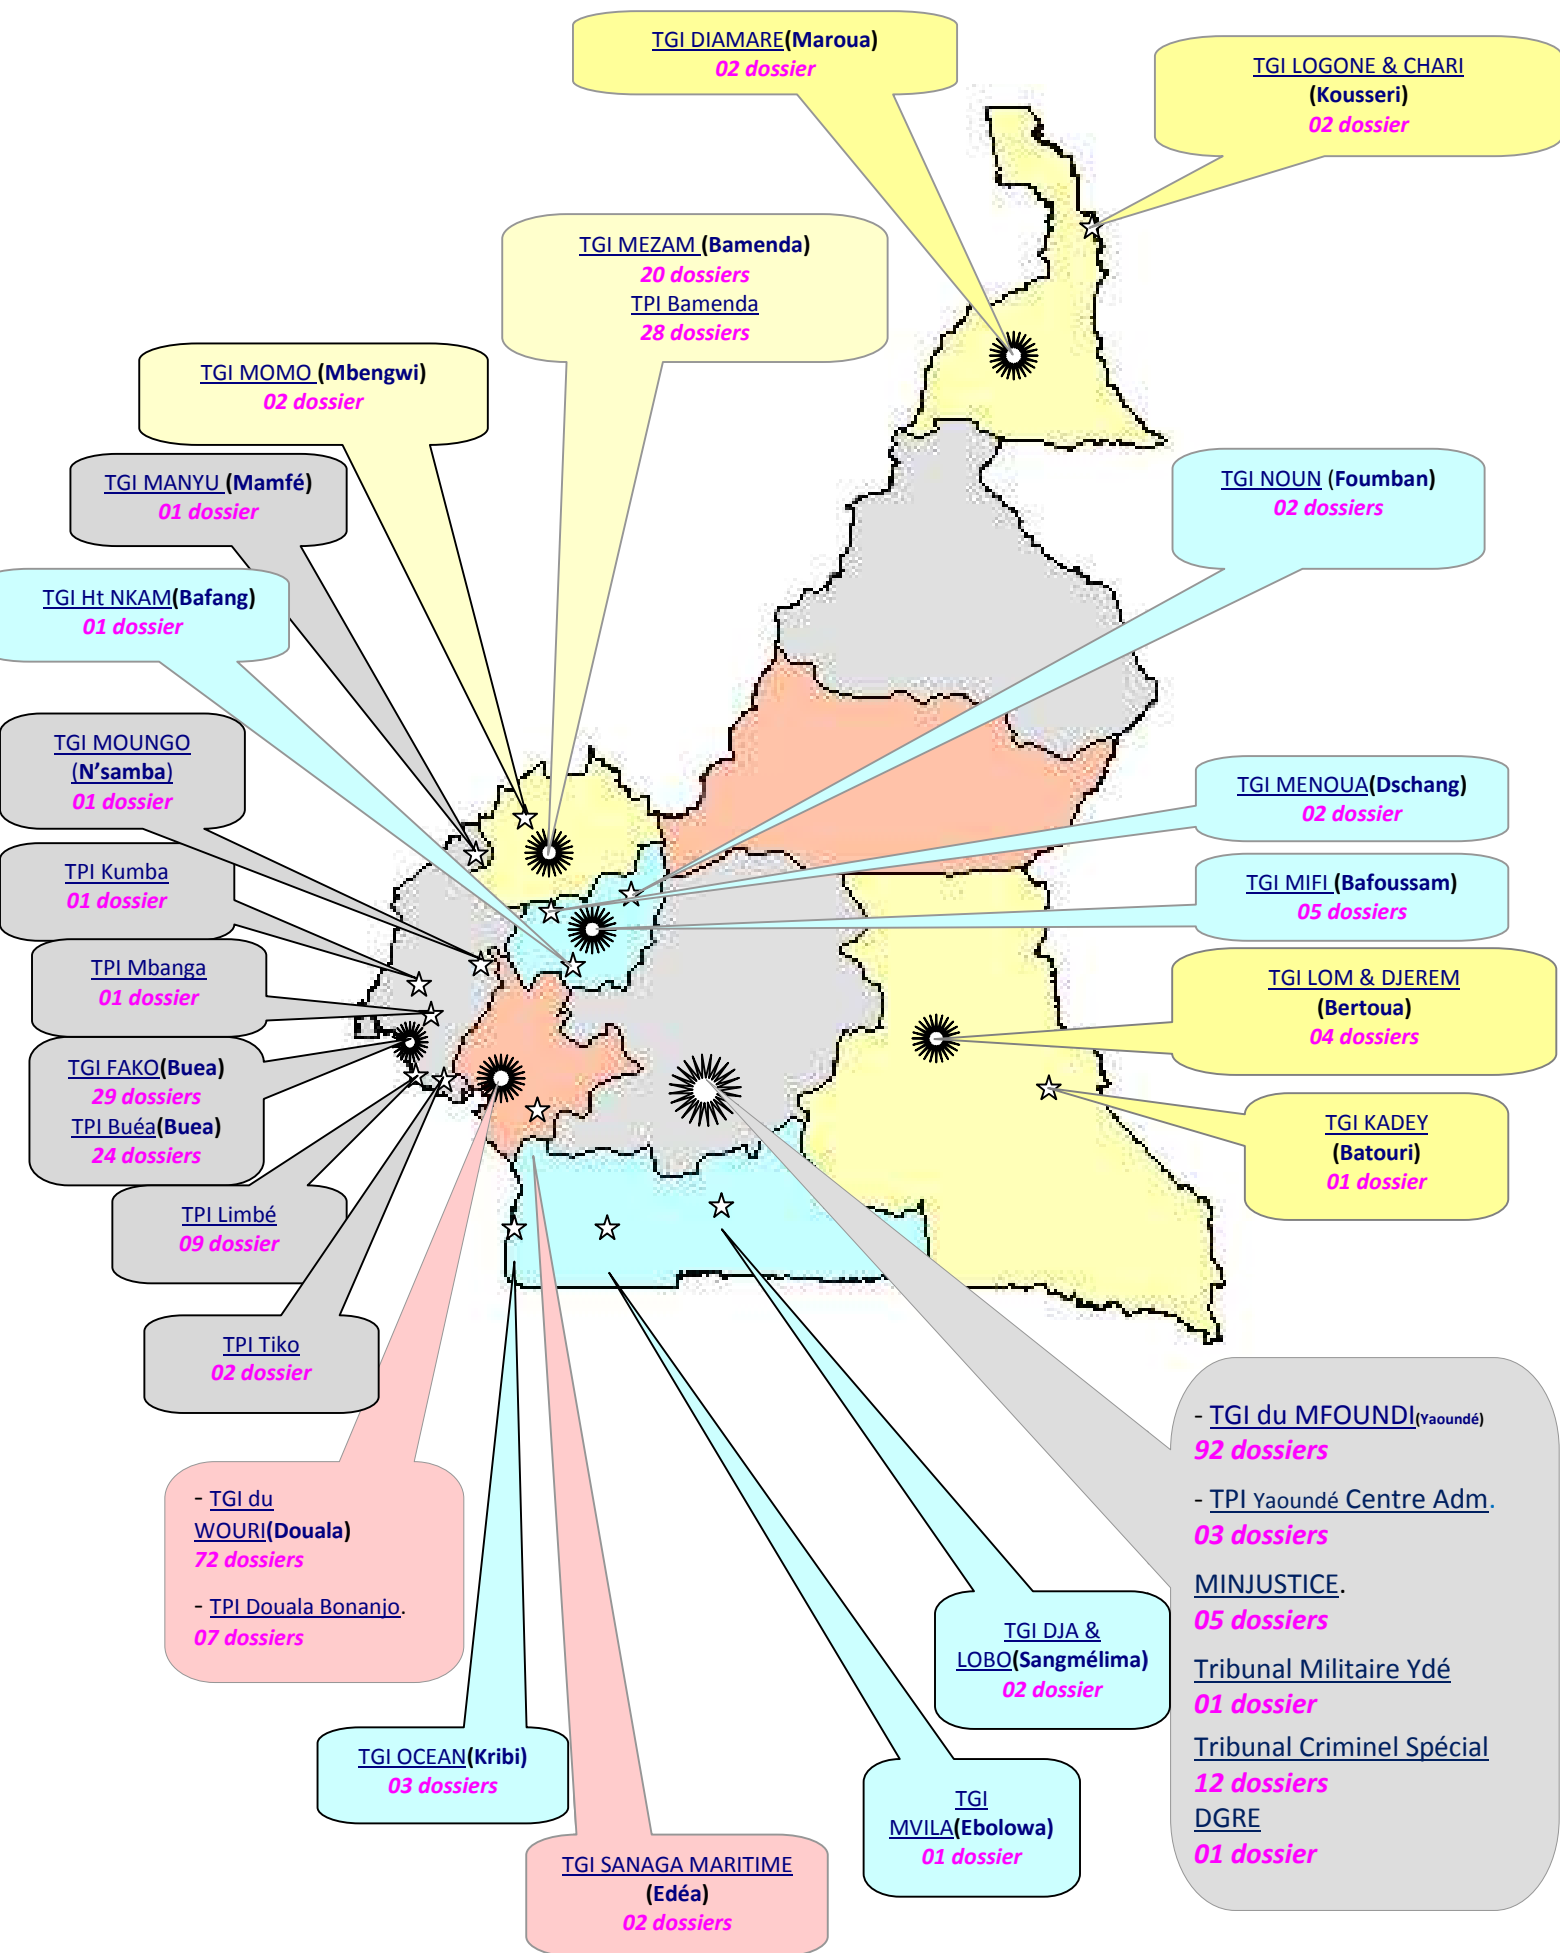 TGI DIAMARE(Maroua)
02 dossier
TGI LOGONE & CHARI
(Kousseri)
02 dossier
TGI MEZAM (Bamenda)
20 dossiers
TPI Bamenda
28 dossiers
TGI MOMO (Mbengwi)
02 dossier
TGI MANYU (Mamfé)
01 dossier
TGI NOUN (Foumban)
02 dossiers
TGI Ht NKAM(Bafang)
01 dossier
TGI MOUNGO
(N'samba)
01 dossier
TGI MENOUA(Dschang)
02 dossier
TPI Kumba
01 dossier
TGI MIFI (Bafoussam)
05 dossiers
TPI Mbanga
01 dossier
TGI LOM & DJEREM
(Bertoua)
04 dossiers
TGI FAKO(Buea)
29 dossiers
TPI Buéa(Buea)
24 dossiers
TGI KADEY
(Batouri)
01 dossier
TPI Limbé
09 dossier
TPI Tiko
02 dossier
- TGI du
WOURI(Douala)
72 dossiers
- TPI Douala Bonanjo.
07 dossiers
- TGI du MFOUNDI(Yaoundé)
92 dossiers
- TPI Yaoundé Centre Adm.
03 dossiers
MINJUSTICE.
05 dossiers
Tribunal Militaire Ydé
01 dossier
Tribunal Criminel Spécial
12 dossiers
DGRE
01 dossier
TGI DJA &
LOBO(Sangmélima)
02 dossier
TGI OCEAN(Kribi)
03 dossiers
TGI
MVILA(Ebolowa)
01 dossier
TGI SANAGA MARITIME
(Edéa)
02 dossiers